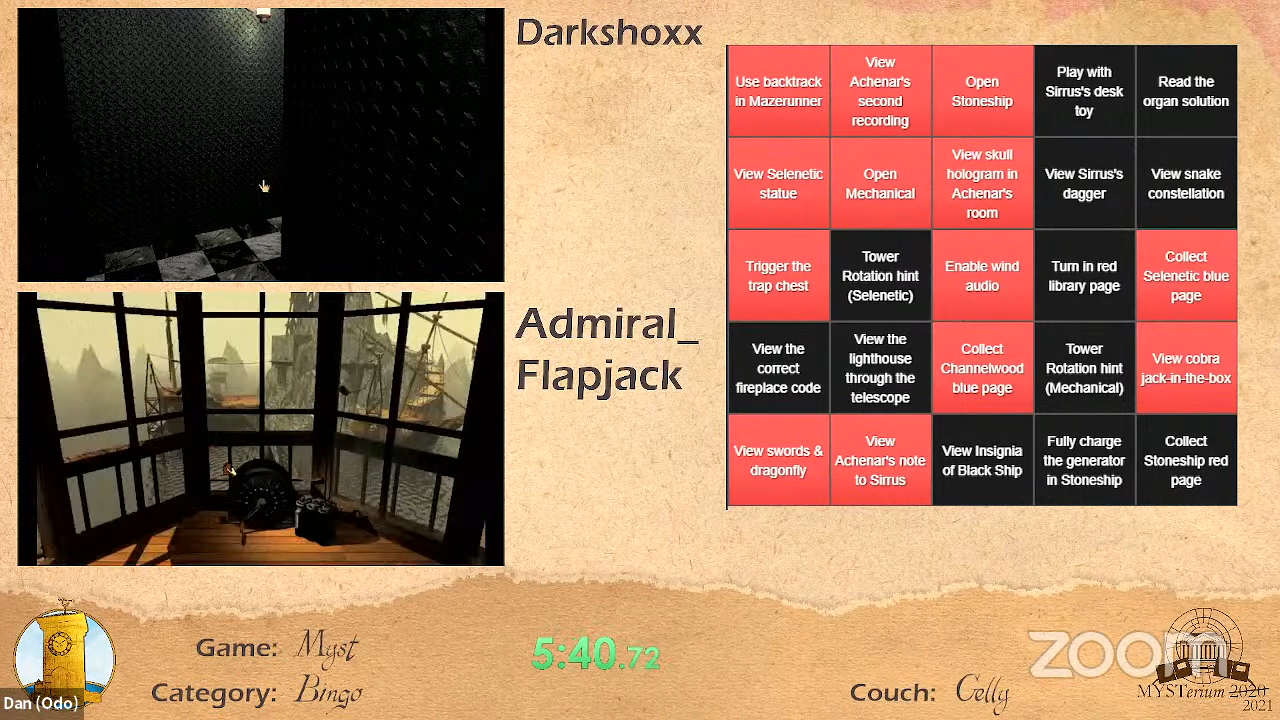 Darkshoxx
Admiral_
Flapjack
Use backtrack
in Mazerunner
View
Achenar's
second
recording
Open
Stoneship
Play with
Sirrus's desk
toy
Read the
organ solution
View Selenetic
statue
Open
Mechanical
View skull
hologram in
Achenar's
room
View Sirrus's
dagger
View snake
constellation
Trigger the
trap chest
Tower
Rotation hint
(Selenetic)
Enable wind
audio
Turn in red
library page
Collect
Selenetic blue
page
View the
correct
fireplace code
View the
lighthouse
through the
telescope
Collect
Channelwood
blue page
Tower
Rotation hint
(Mechanical)
View cobra
jack-in-the-box
View swords &
dragonfly
View
Achenar's note
to Sirrus
View Insignia
of Black Ship
Fully charge
the generator
in Stoneship
Collect
Stoneship red
page
Game: Myst
Category: Bingo
5:40.72
Couch: Celly
zoom
MYSTerium 2020
2021
Dan (Odo)